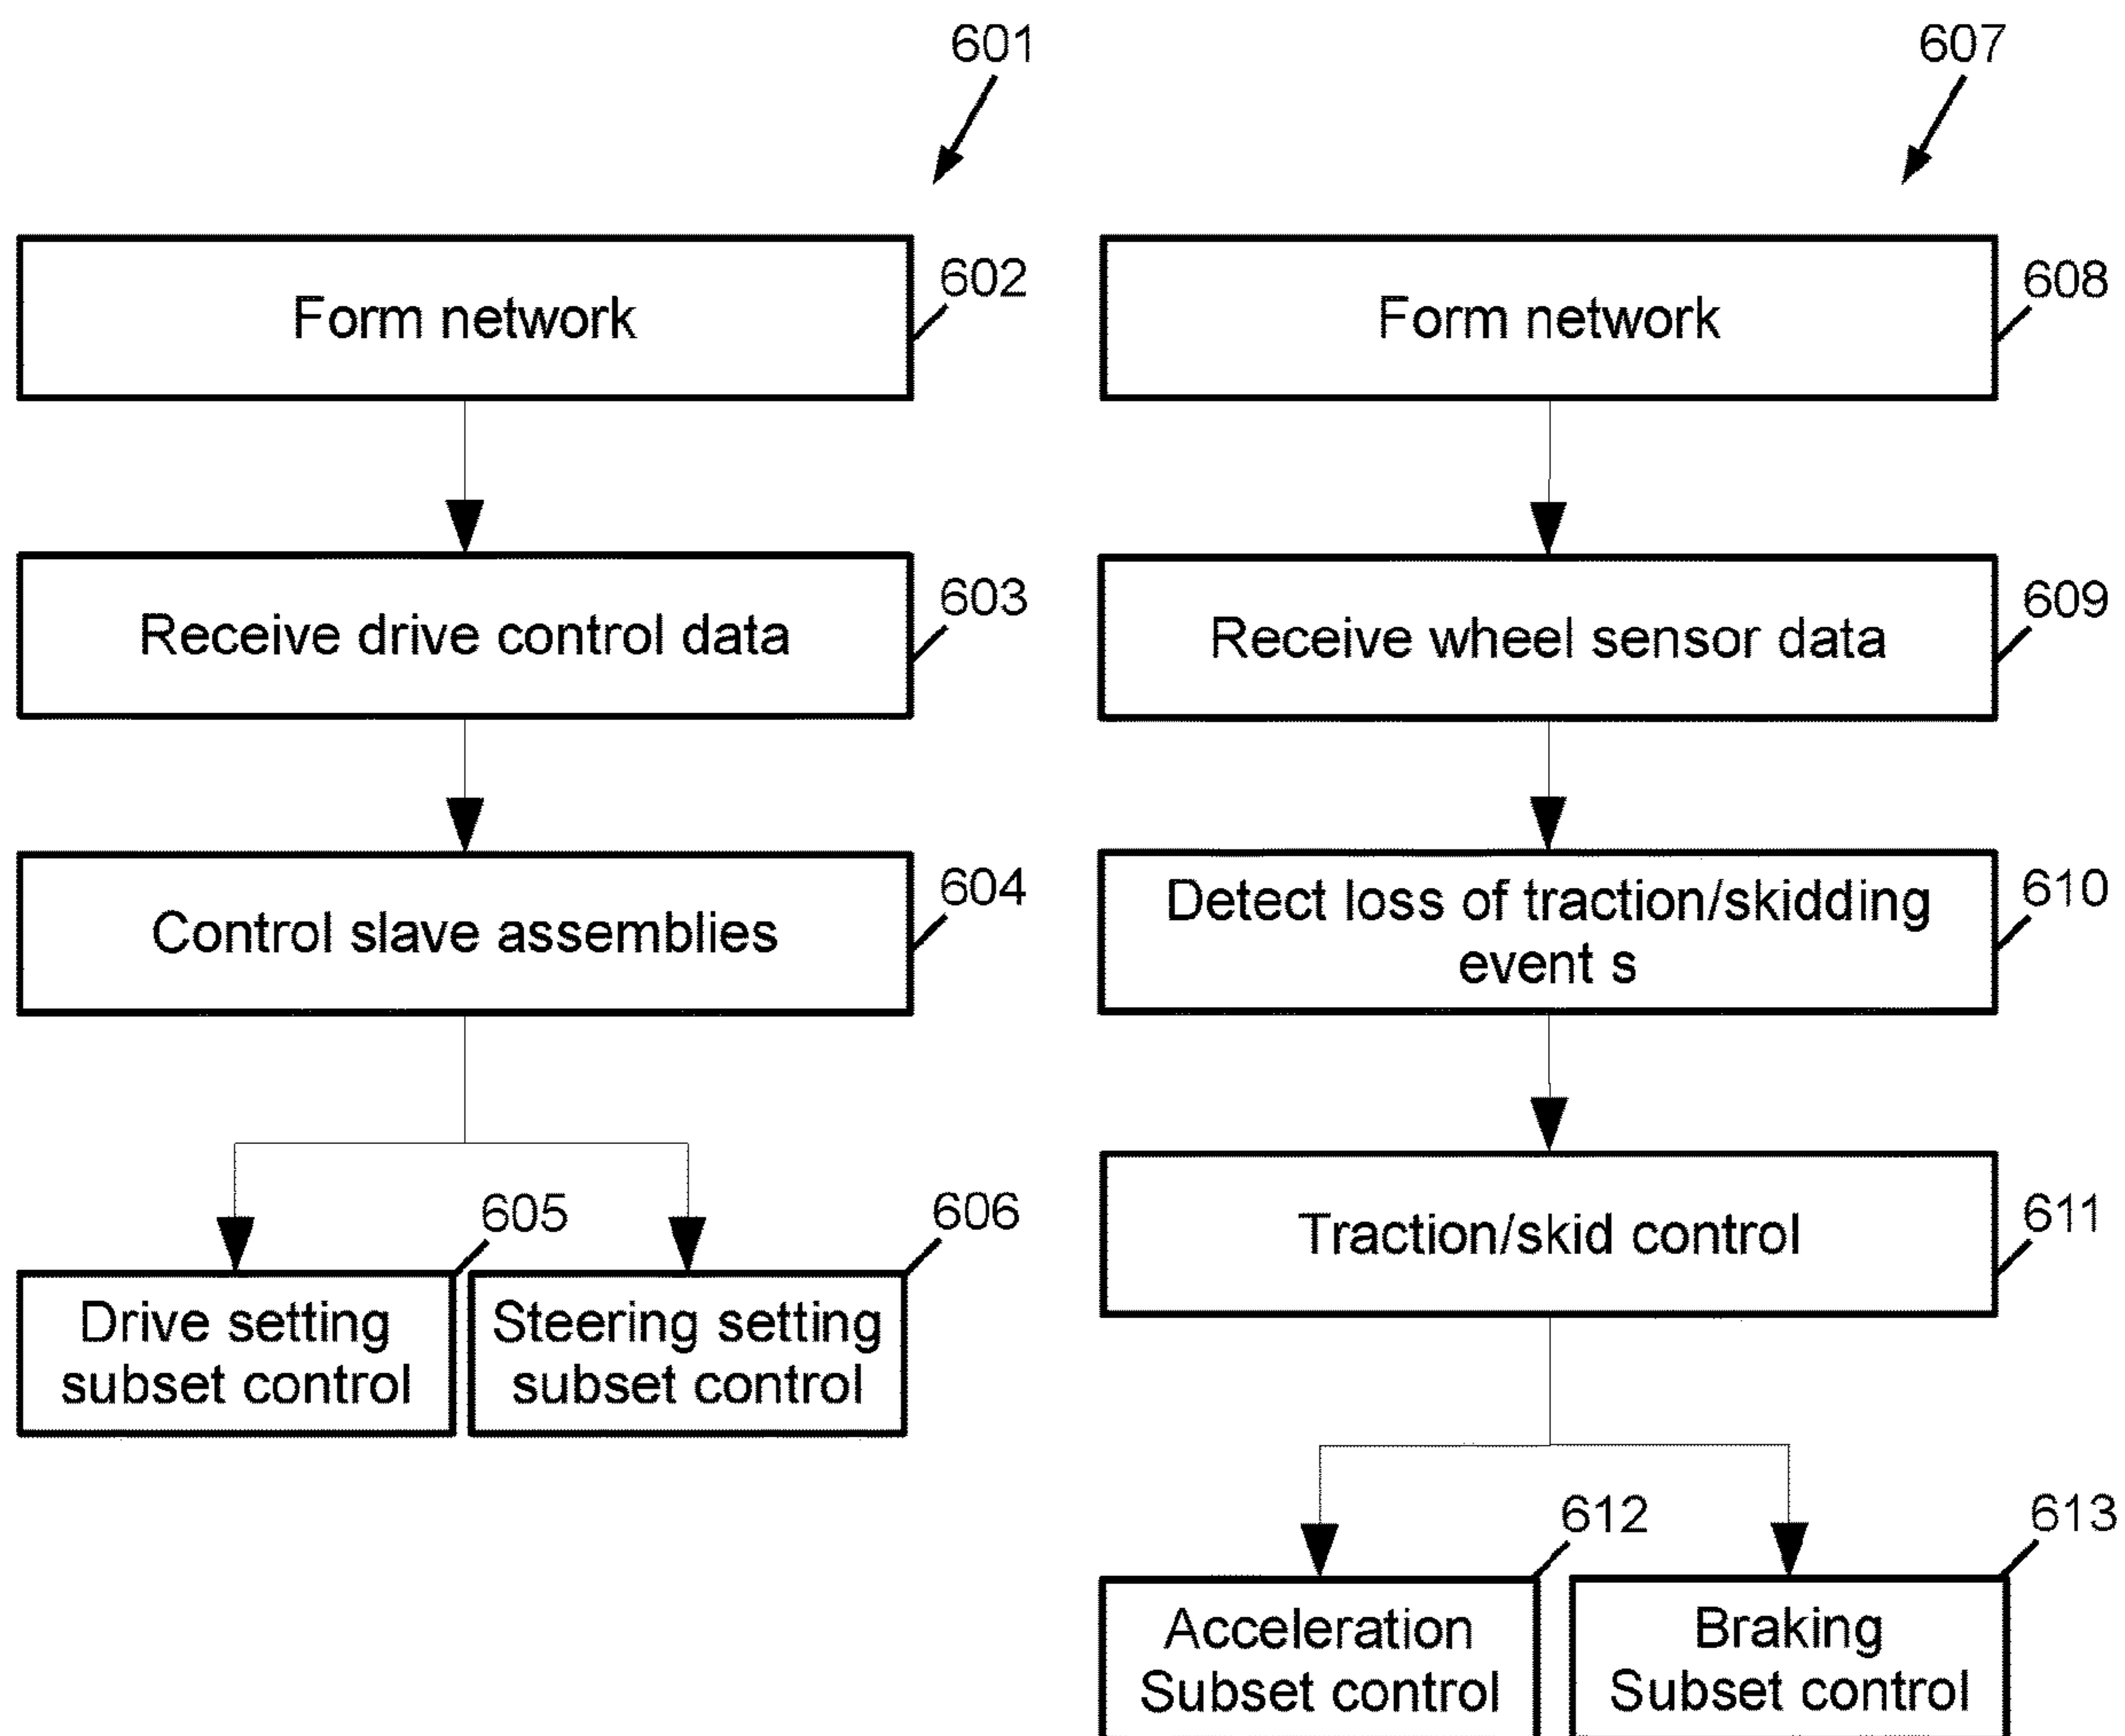 601
Form network
602
Receive drive control data
603
Control slave assemblies
604
605
606
Drive setting
subset control
Steering setting
subset control
607
Form network
608
Receive wheel sensor data
609
Detect loss of traction/skidding
event s
610
Traction/skid control
611
612
613
Acceleration
Subset control
Braking
Subset control